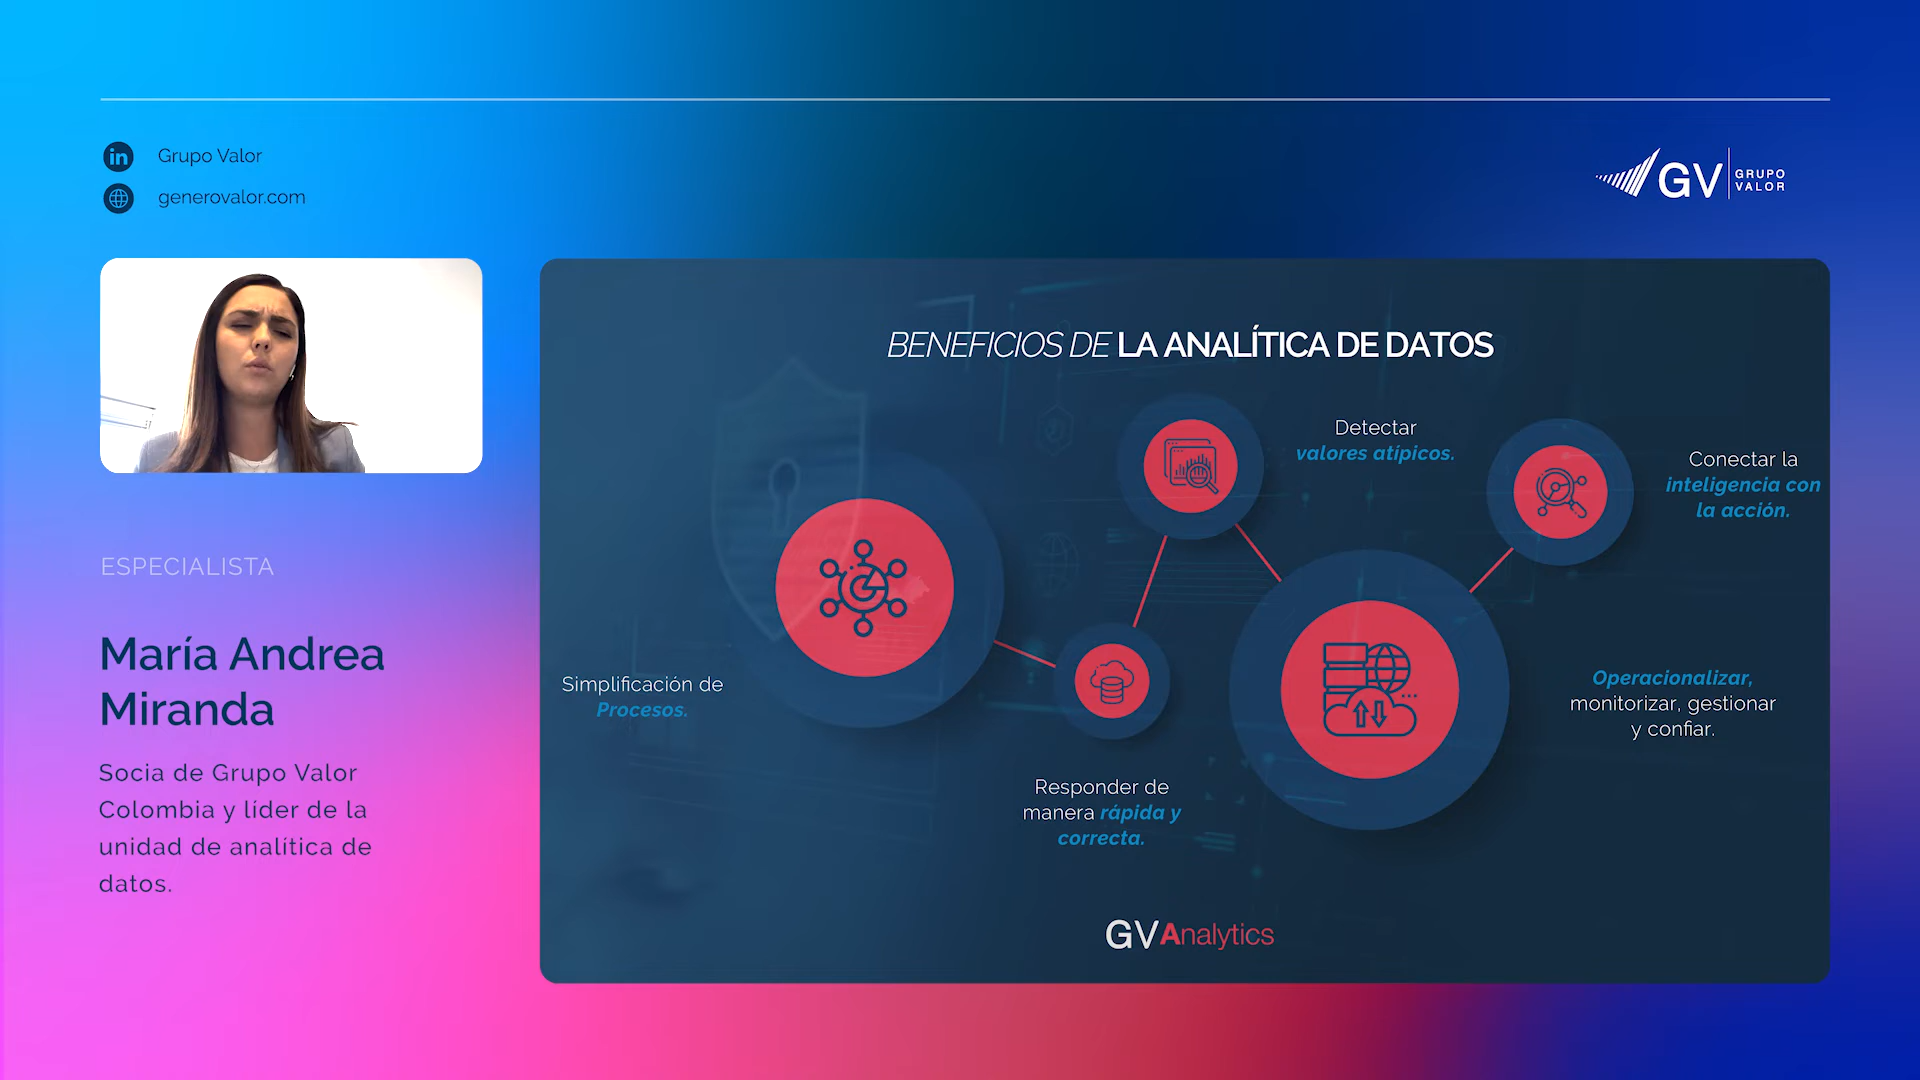 Grupo Valor
generovalor.com
GV GRUPO
VALOR
ESPECIALISTA
María Andrea
Miranda
Socia de Grupo Valor
Colombia y líder de la
unidad de analítica de
datos.
BENEFICIOS DE LA ANALÍTICA DE DATOS
Simplificación de
Procesos.
Responder de
manera rápida y
correcta.
Detectar
valores atípicos.
Operacionalizar,
monitorizar, gestionar
y confiar.
Conectar la
inteligencia con
la acción.
GVAnalytics